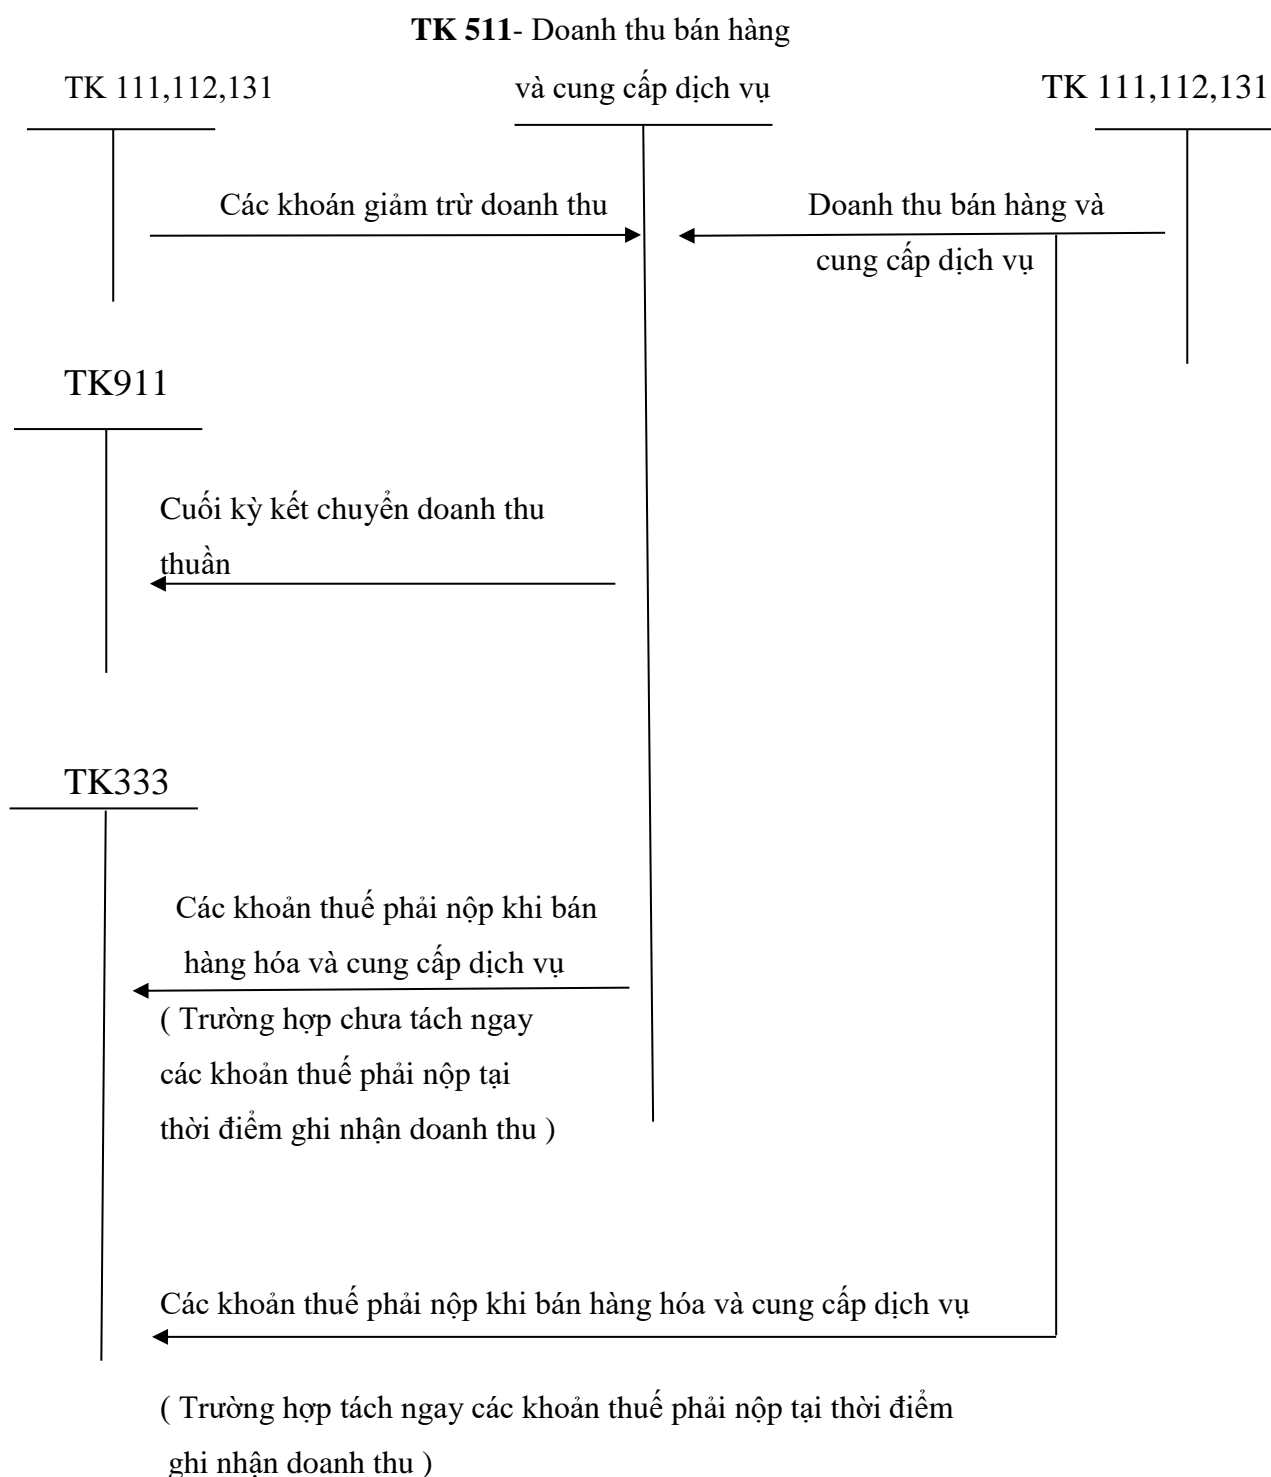 TK 511- Doanh thu bán hàng
TK 111,112,131
và cung cấp dịch vụ
TK 111,112,131
Các khoán giảm trừ doanh thu
Doanh thu bán hàng và
cung cấp dịch vụ
TK911
Cuối kỳ kết chuyển doanh thu
thuần
TK333
Các khoản thuế phải nộp khi bán
hàng hóa và cung cấp dịch vụ
( Trường hợp chưa tách ngay
các khoản thuế phải nộp tại
thời điểm ghi nhận doanh thu )
Các khoản thuế phải nộp khi bán hàng hóa và cung cấp dịch vụ
( Trường hợp tách ngay các khoản thuế phải nộp tại thời điểm
ghi nhận doanh thu )